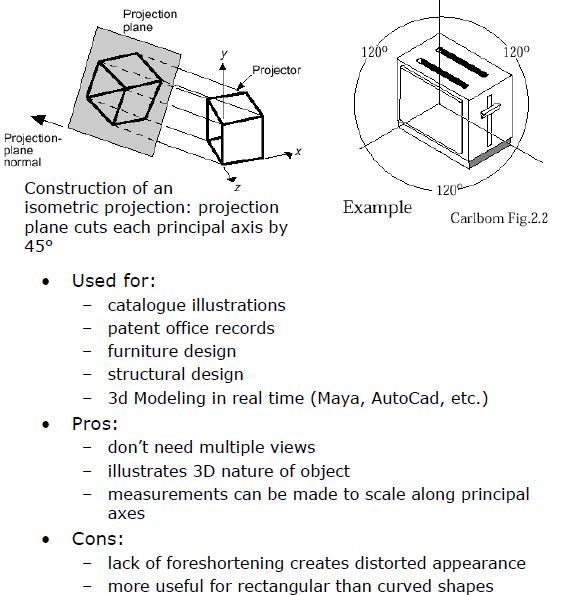 Projection
plane
y
Projector
x
z
Projection-
plane
normal
120º
120º
120º
Example
Carlbom Fig.2.2
Construction of an
isometric projection: projection
plane cuts each principal axis by
45°
• Used for:
– catalogue illustrations
– patent office records
– furniture design
– structural design
– 3d Modeling in real time (Maya, AutoCad, etc.)
• Pros:
– don’t need multiple views
– illustrates 3D nature of object
– measurements can be made to scale along principal
axes
• Cons:
– lack of foreshortening creates distorted appearance
– more useful for rectangular than curved shapes